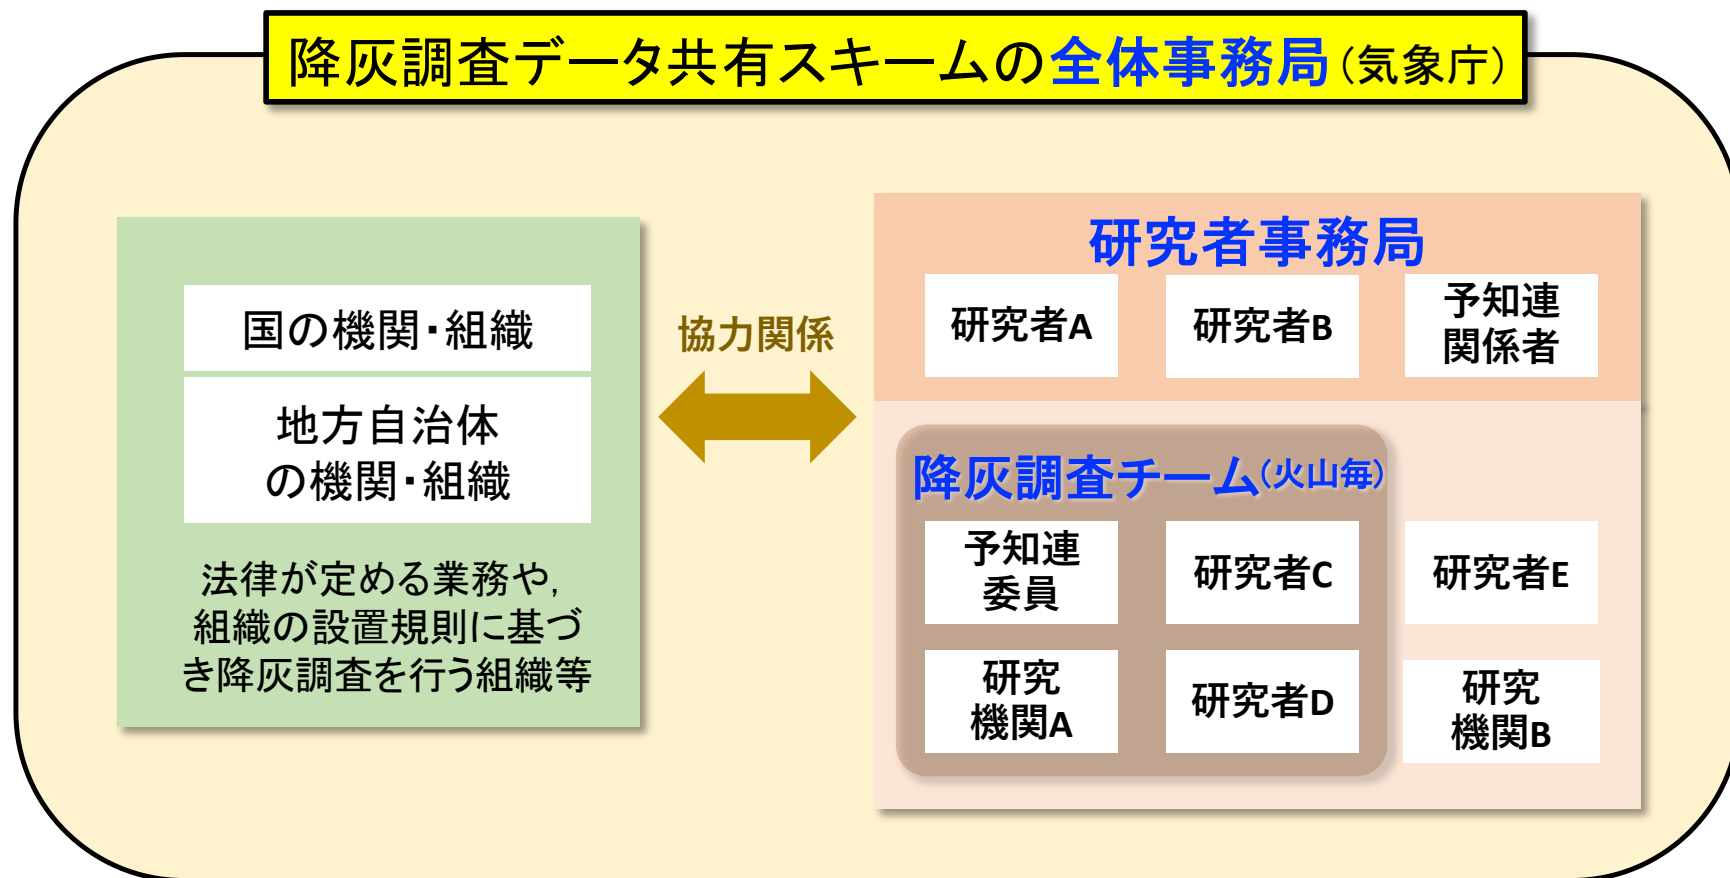 降灰調査データ共有スキームの全体事務局（気象庁）
国の機関・組織
地方自治体
の機関・組織
法律が定める業務や,
組織の設置規則に基づ
き降灰調査を行う組織等
協力関係
研究者事務局
研究者A
研究者B
予知連
関係者
降灰調査チーム(火山毎)
予知連
委員
研究者C
研究者E
研究
機関A
研究者D
研究
機関B